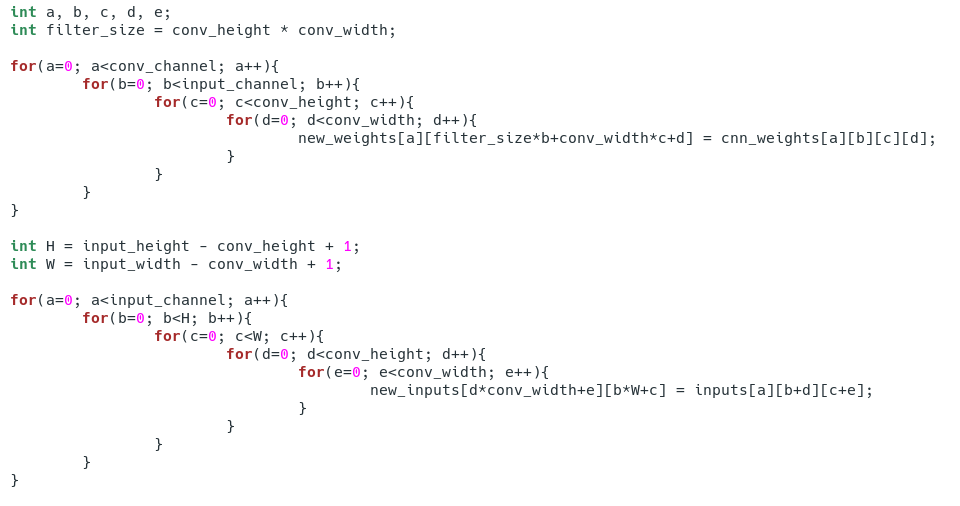 int a, b, c, d, e;
int filter_size = conv_height * conv_width;

for(a=0; a<conv_channel; a++){
        for(b=0; b<input_channel; b++){
                for(c=0; c<conv_height; c++){
                        for(d=0; d<conv_width; d++){
                                new_weights[a][filter_size*b+conv_width*c+d] = cnn_weights[a][b][c][d];
                        }
                }
        }
}

int H = input_height - conv_height + 1;
int W = input_width - conv_width + 1;

for(a=0; a<input_channel; a++){
        for(b=0; b<H; b++){
                for(c=0; c<W; c++){
                        for(d=0; d<conv_height; d++){
                                for(e=0; e<conv_width; e++){
                                        new_inputs[d*conv_width+e][b*W+c] = inputs[a][b+d][c+e];
                                }
                        }
                }
        }
}